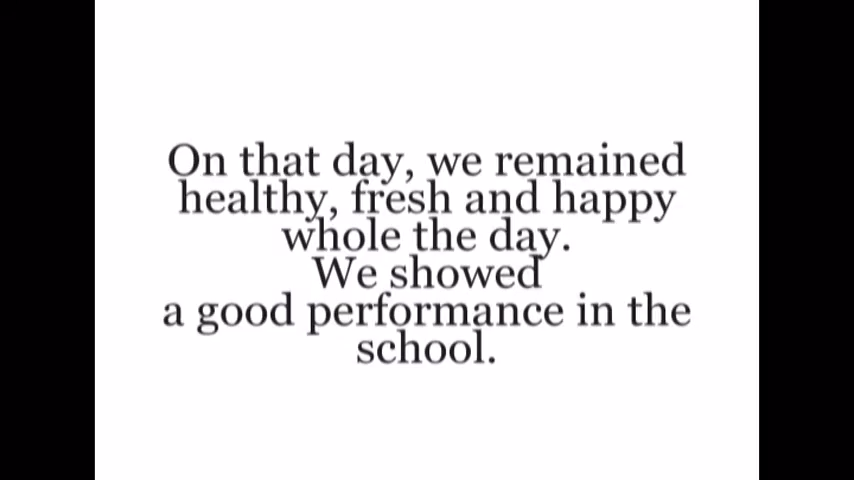 On that day, we remained
healthy, fresh and happy
whole the day.
We showed
a good performance in the
school.